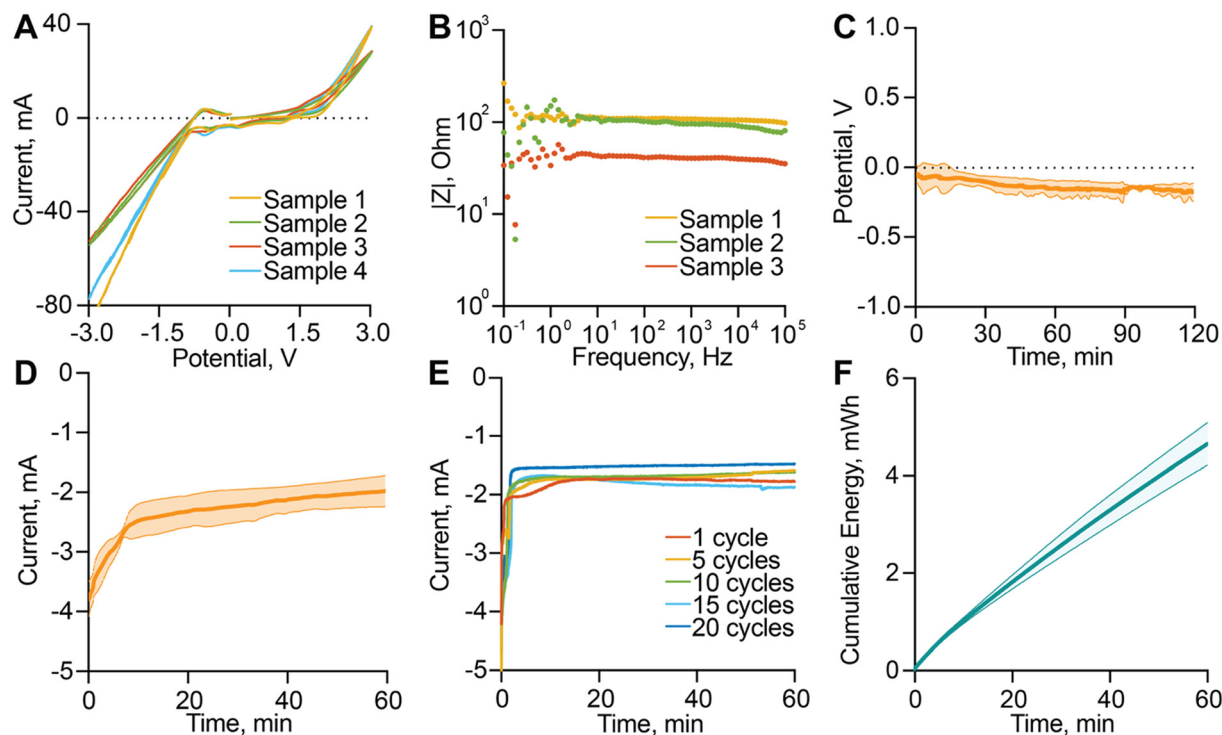 A
Current, mA
40
0
-40
-80
-3.0 -1.5 0.0 1.5 3.0
Potential, V
Sample 1
Sample 2
Sample 3
Sample 4
B
|Z|, Ohm
10³
10²
10¹
10⁰
10⁻¹ 10⁰ 10¹ 10² 10³ 10⁴ 10⁵
Frequency, Hz
Sample 1
Sample 2
Sample 3
C
Potential, V
1.0
0.5
0.0
-0.5
-1.0
0 30 60 90 120
Time, min
D
Current, mA
0
-1
-2
-3
-4
-5
0 20 40 60
Time, min
E
Current, mA
0
-1
-2
-3
-4
-5
0 20 40 60
Time, min
1 cycle
5 cycles
10 cycles
15 cycles
20 cycles
F
Cumulative Energy, mWh
6
4
2
0
0 20 40 60
Time, min